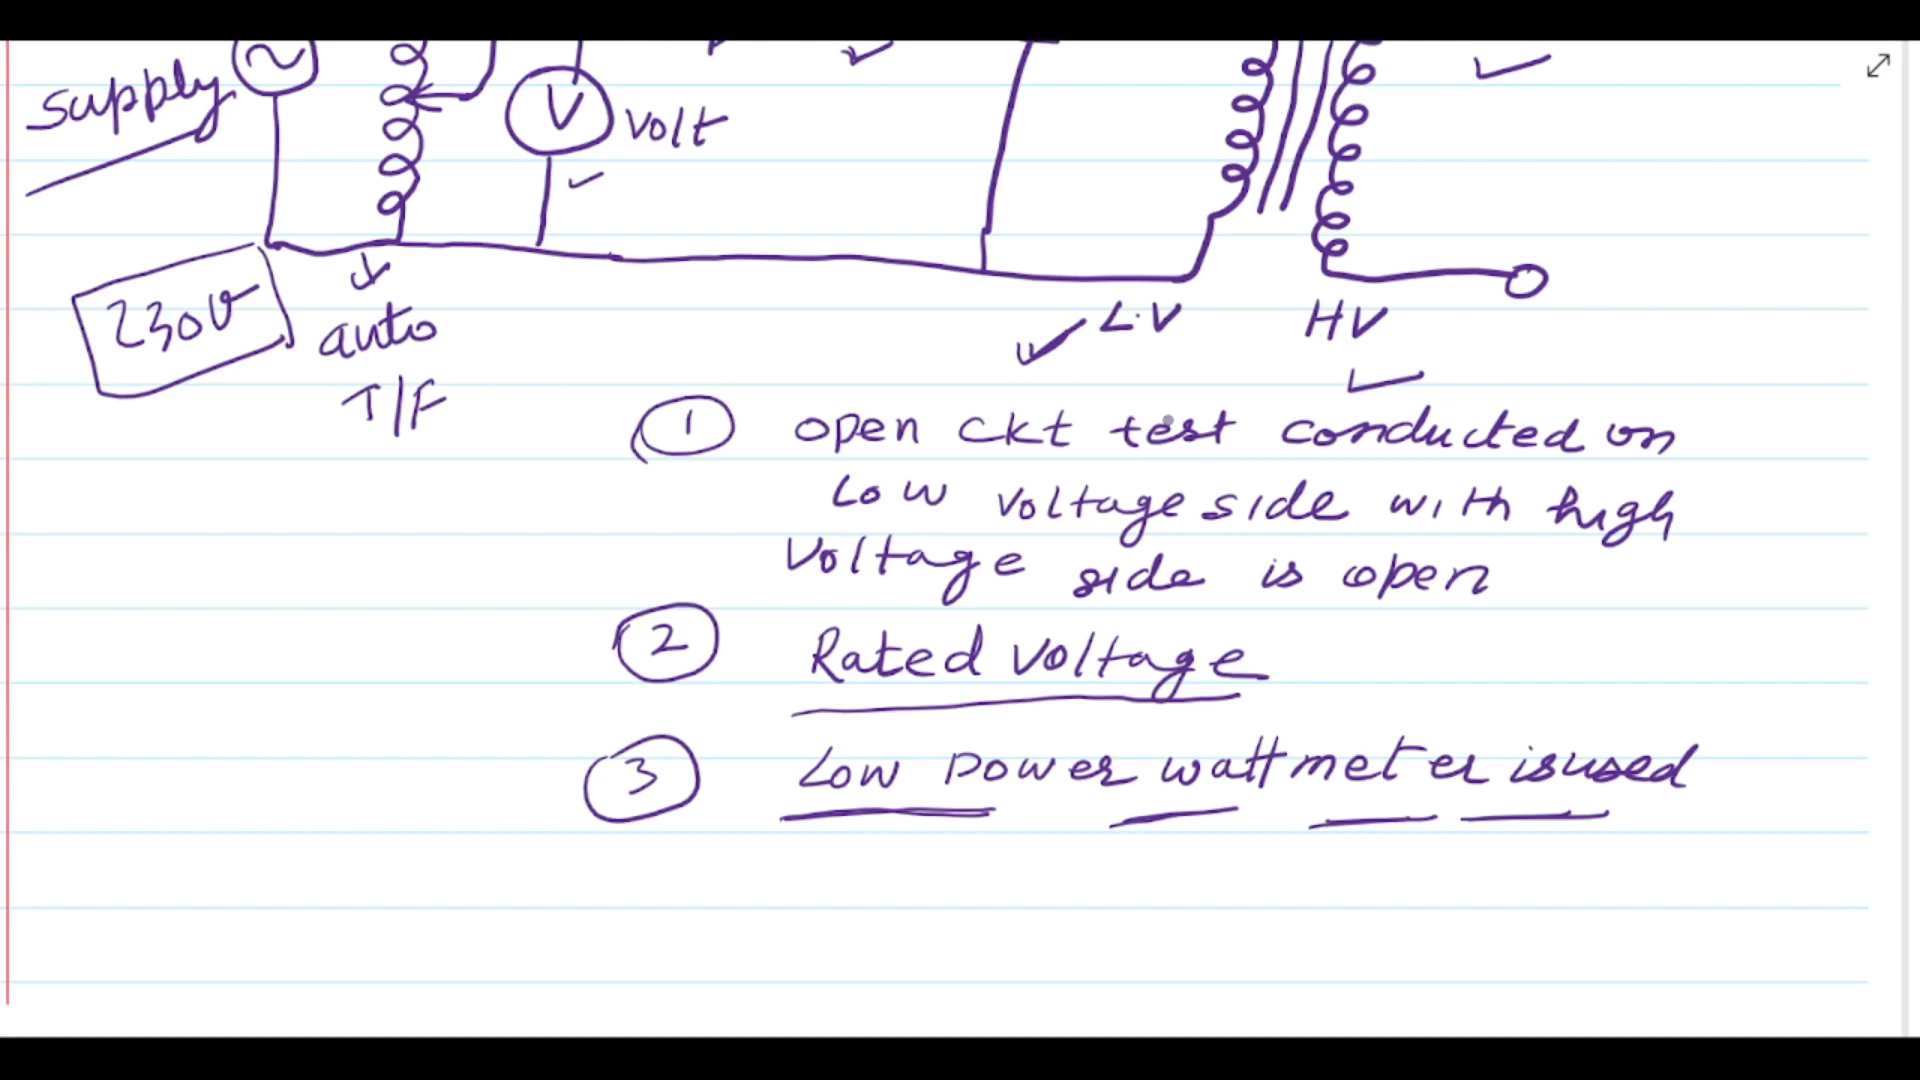 supply
V volt
230V
auto
T/F
L.V HV
1 open ckt test conducted on
Low voltage side with high
Voltage side is open
2 Rated Voltage
3 Low power wattmeter is used